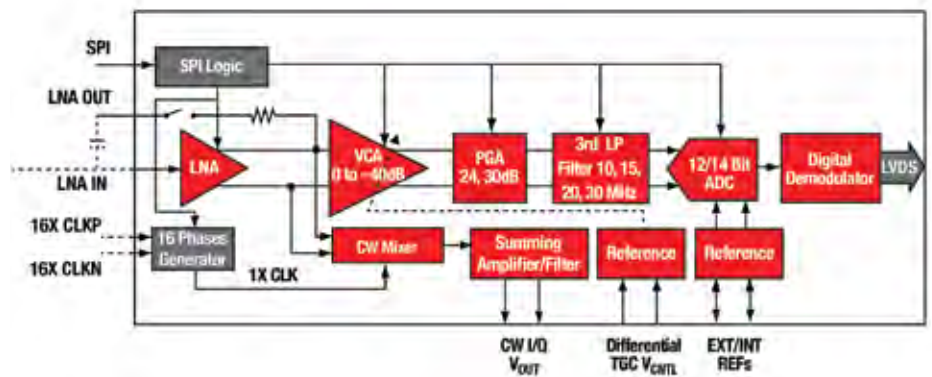 SPI
SPI Logic
LNA OUT
LNA
LNA IN
VCA
0 to –40dB
PGA
24, 30dB
3rd LP
Filter 10, 15,
20, 30 MHz
12/14 Bit
ADC
Digital
Demodulator
LVDS
16X CLKP
16X CLKN
16 Phases
Generator
1X CLK
CW Mixer
Summing
Amplifier/Filter
Reference
Reference
CW I/Q
VOUT
Differential
TGC VCNTL
EXT/INT
REFs